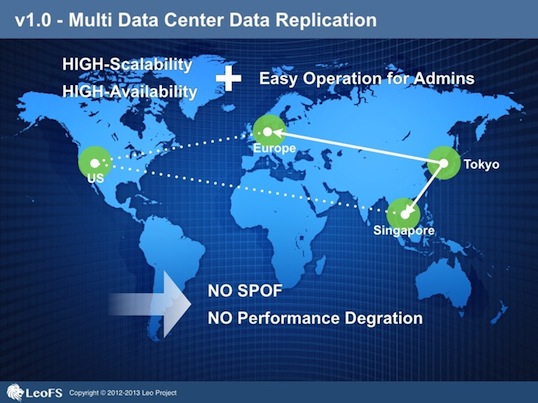 v1.0 - Multi Data Center Data Replication
HIGH-Scalability
HIGH-Availability
+
Easy Operation for Admins
Europe
US
Tokyo
Singapore
NO SPOF
NO Performance Degration
LeoFS
Copyright © 2012-2013 Leo Project